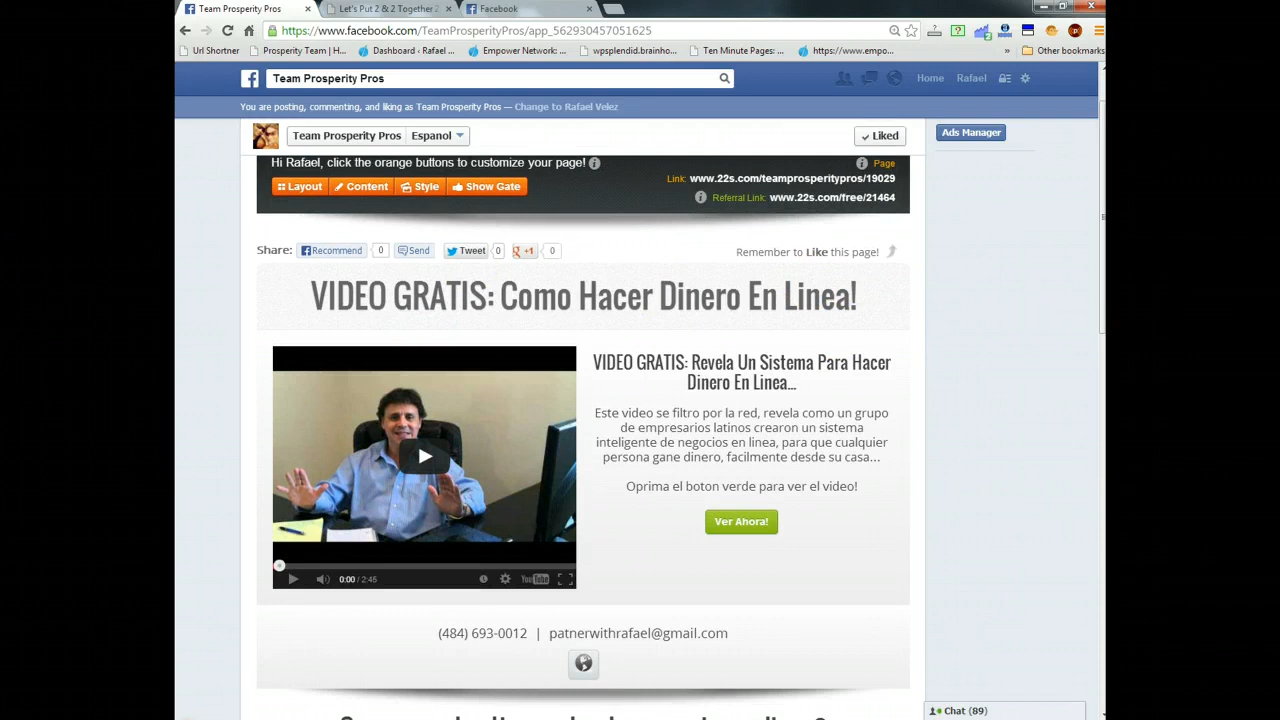 Team Prosperity Pros
Let's Put 2 & 2 Together 2
Facebook
https://www.facebook.com/TeamProsperityPros/app_562930457051625
Url Shortner
Prosperity Team | H...
Dashboard ‹ Rafael ...
Empower Network: ...
wpsplendid.brainho...
Ten Minute Pages: ...
https://www.empo...
»
Other bookmarks
Team Prosperity Pros
Home
Rafael
You are posting, commenting, and liking as Team Prosperity Pros — Change to Rafael Velez
Team Prosperity Pros
Espanol
Liked
Ads Manager
Hi Rafael, click the orange buttons to customize your page!
Page
Layout
Content
Style
Show Gate
Link: www.22s.com/teamprosperitypros/19029
Referral Link: www.22s.com/free/21464
Share:
Recommend
0
Send
Tweet
0
+1
0
Remember to Like this page!
VIDEO GRATIS: Como Hacer Dinero En Linea!
VIDEO GRATIS: Revela Un Sistema Para Hacer
Dinero En Linea...
Este video se filtro por la red, revela como un grupo
de empresarios latinos crearon un sistema
inteligente de negocios en linea, para que cualquier
persona gane dinero, facilmente desde su casa...
Oprima el boton verde para ver el video!
Ver Ahora!
0:00 / 2:45
YouTube
(484) 693-0012 | patnerwithrafael@gmail.com
Chat (89)